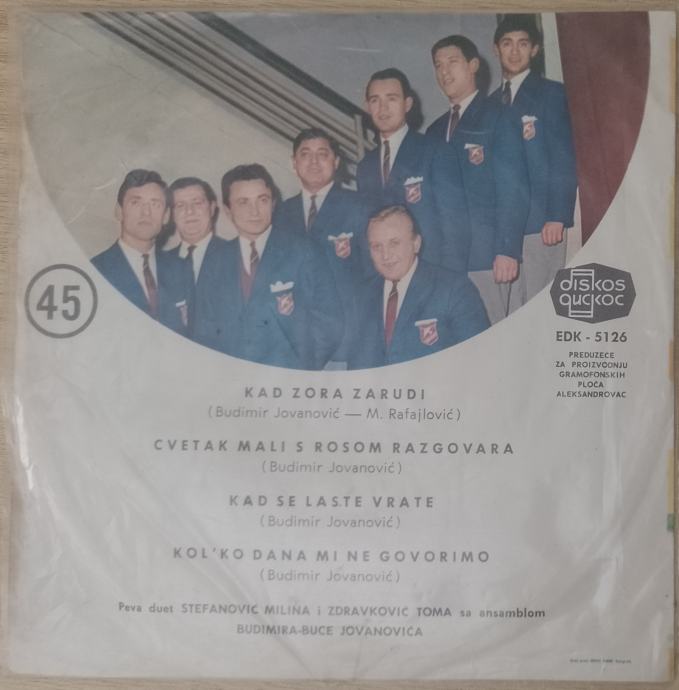 45
diskos
дискос
EDK - 5126
PREDUZEĆE
ZA PROIZVODNJU
GRAMOFONSKIH
PLOČA
ALEKSANDROVAC
KAD ZORA ZARUDI
(Budimir Jovanović — M. Rafajlović)
CVETAK MALI S ROSOM RAZGOVARA
(Budimir Jovanović)
KAD SE LASTE VRATE
(Budimir Jovanović)
KOL'KO DANA MI NE GOVORIMO
(Budimir Jovanović)
Peva duet STEFANOVIĆ MILINA i ZDRAVKOVIĆ TOMA sa ansamblom
BUDIMIRA-BUCE JOVANOVIĆA